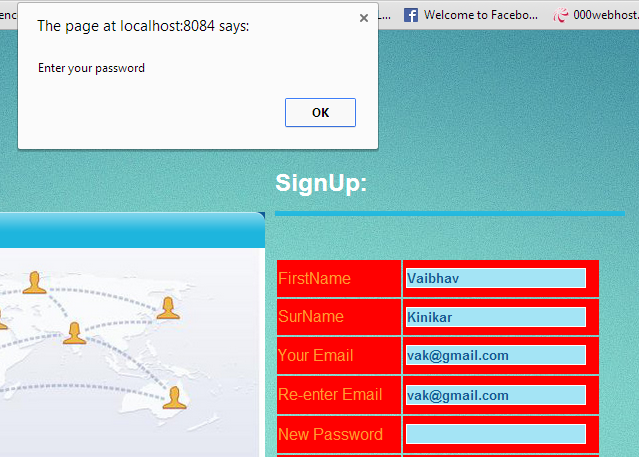 enc
L...
Welcome to Facebo...
000webhost.
The page at localhost:8084 says:
Enter your password
OK
SignUp:
FirstName Vaibhav
SurName Kinikar
Your Email vak@gmail.com
Re-enter Email vak@gmail.com
New Password